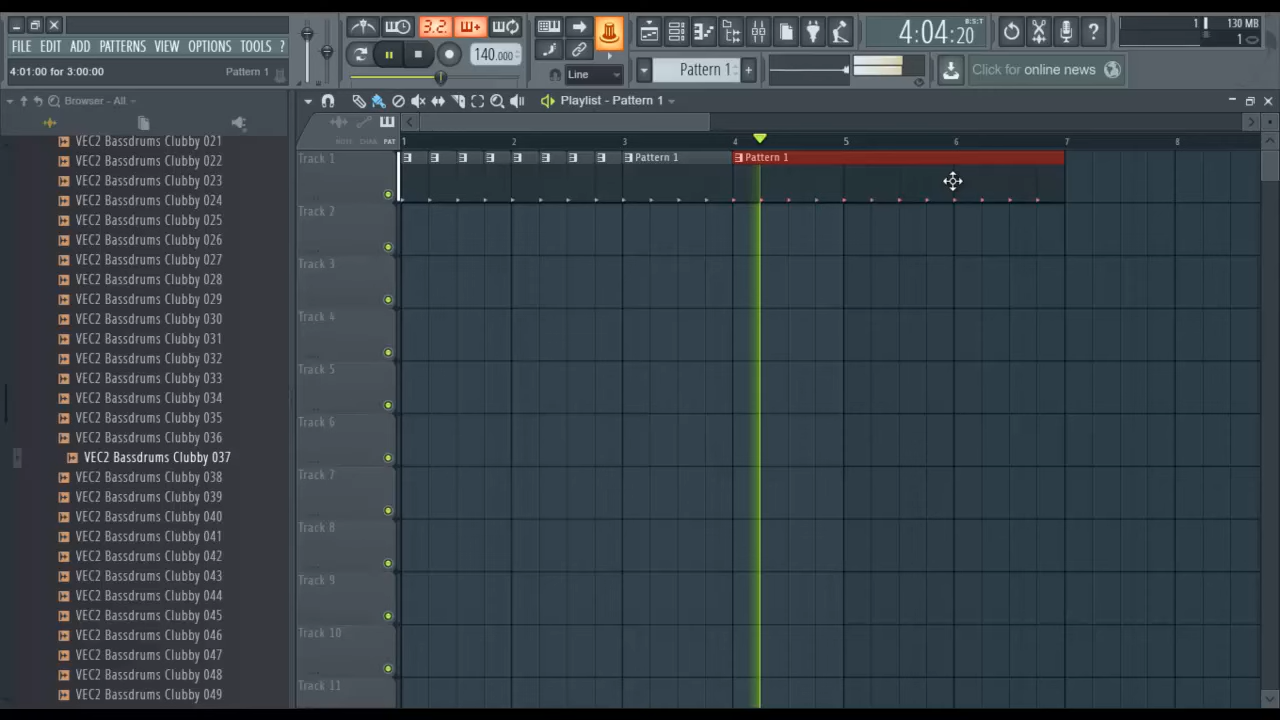 3.2.
4:04:20
B:S:T
1
130 MB
1
FILE EDIT ADD PATTERNS VIEW OPTIONS TOOLS ?
140.000
4:01:00 for 3:00:00
Pattern 1
Line
Pattern 1
Click for online news
Browser - All
Playlist - Pattern 1
NOTE CHAN PAT
1 2 3 4 5 6 7 8
VEC2 Bassdrums Clubby 021
VEC2 Bassdrums Clubby 022
VEC2 Bassdrums Clubby 023
VEC2 Bassdrums Clubby 024
VEC2 Bassdrums Clubby 025
VEC2 Bassdrums Clubby 026
VEC2 Bassdrums Clubby 027
VEC2 Bassdrums Clubby 028
VEC2 Bassdrums Clubby 029
VEC2 Bassdrums Clubby 030
VEC2 Bassdrums Clubby 031
VEC2 Bassdrums Clubby 032
VEC2 Bassdrums Clubby 033
VEC2 Bassdrums Clubby 034
VEC2 Bassdrums Clubby 035
VEC2 Bassdrums Clubby 036
VEC2 Bassdrums Clubby 037
VEC2 Bassdrums Clubby 038
VEC2 Bassdrums Clubby 039
VEC2 Bassdrums Clubby 040
VEC2 Bassdrums Clubby 041
VEC2 Bassdrums Clubby 042
VEC2 Bassdrums Clubby 043
VEC2 Bassdrums Clubby 044
VEC2 Bassdrums Clubby 045
VEC2 Bassdrums Clubby 046
VEC2 Bassdrums Clubby 047
VEC2 Bassdrums Clubby 048
VEC2 Bassdrums Clubby 049
Track 1
Pattern 1
Pattern 1
Track 2
Track 3
Track 4
Track 5
Track 6
Track 7
Track 8
Track 9
Track 10
Track 11